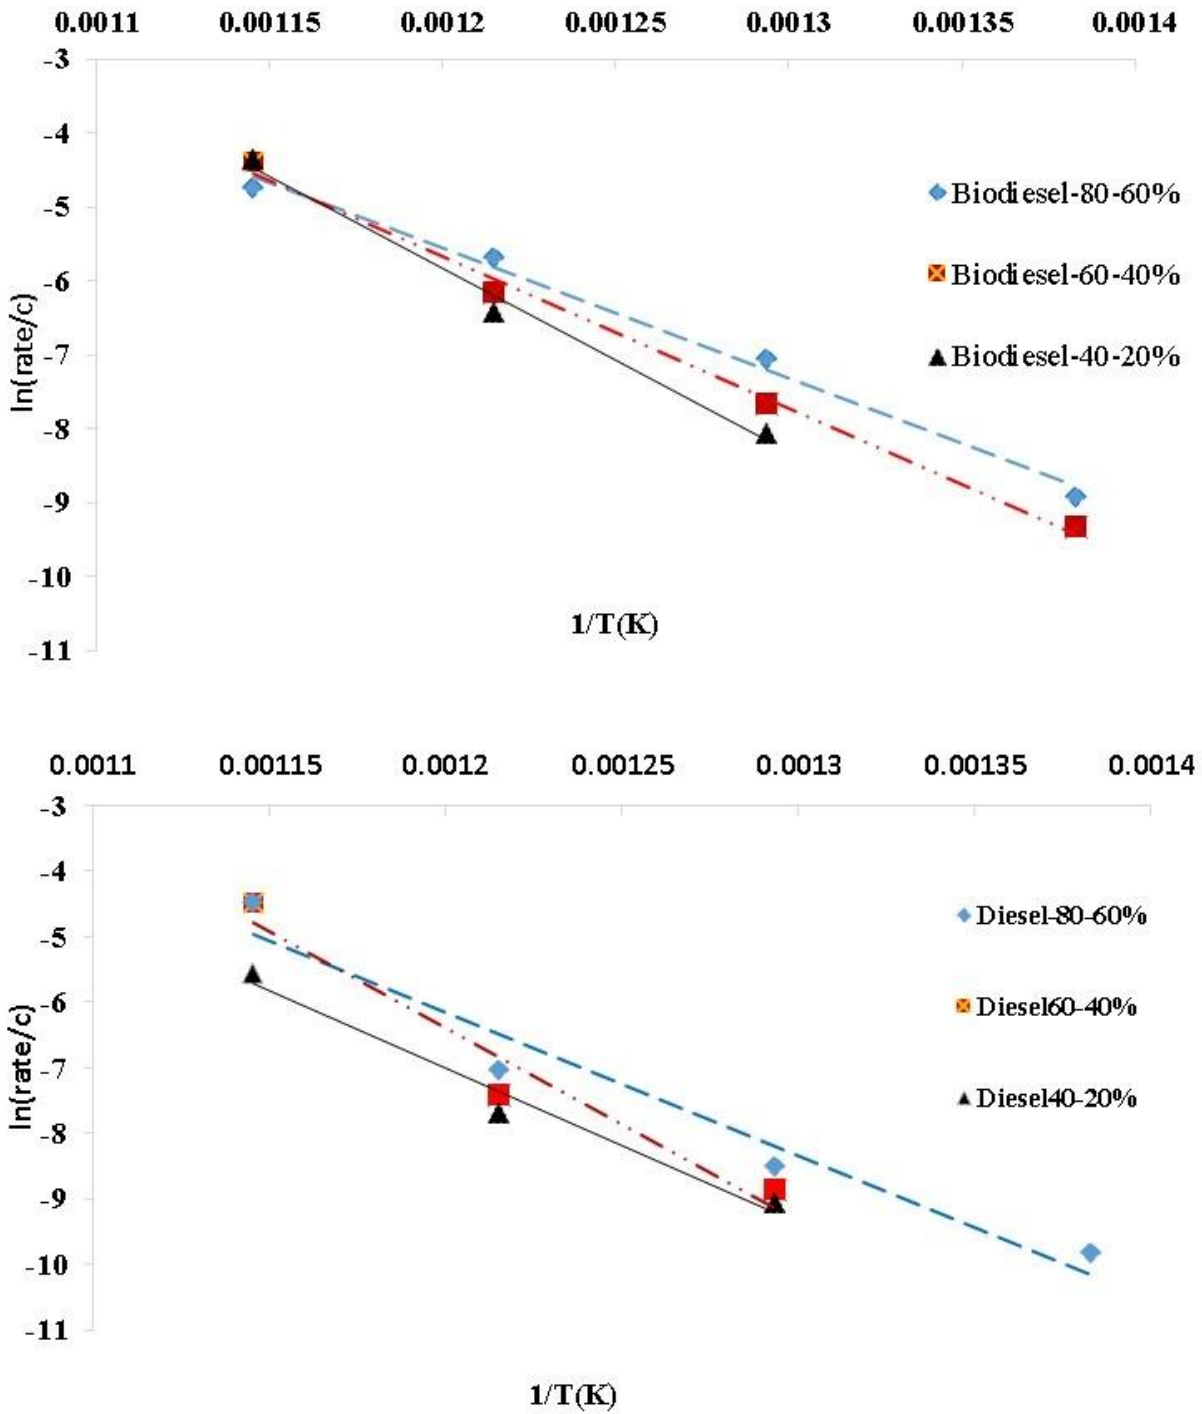 0.0011 0.00115 0.0012 0.00125 0.0013 0.00135 0.0014
-3
-4
-5
-6
-7
-8
-9
-10
-11
ln(rate/c)
Biodiesel-80-60%
Biodiesel-60-40%
Biodiesel-40-20%
1/T(K)
0.0011 0.00115 0.0012 0.00125 0.0013 0.00135 0.0014
-3
-4
-5
-6
-7
-8
-9
-10
-11
ln(rate/c)
Diesel-80-60%
Diesel60-40%
Diesel40-20%
1/T(K)